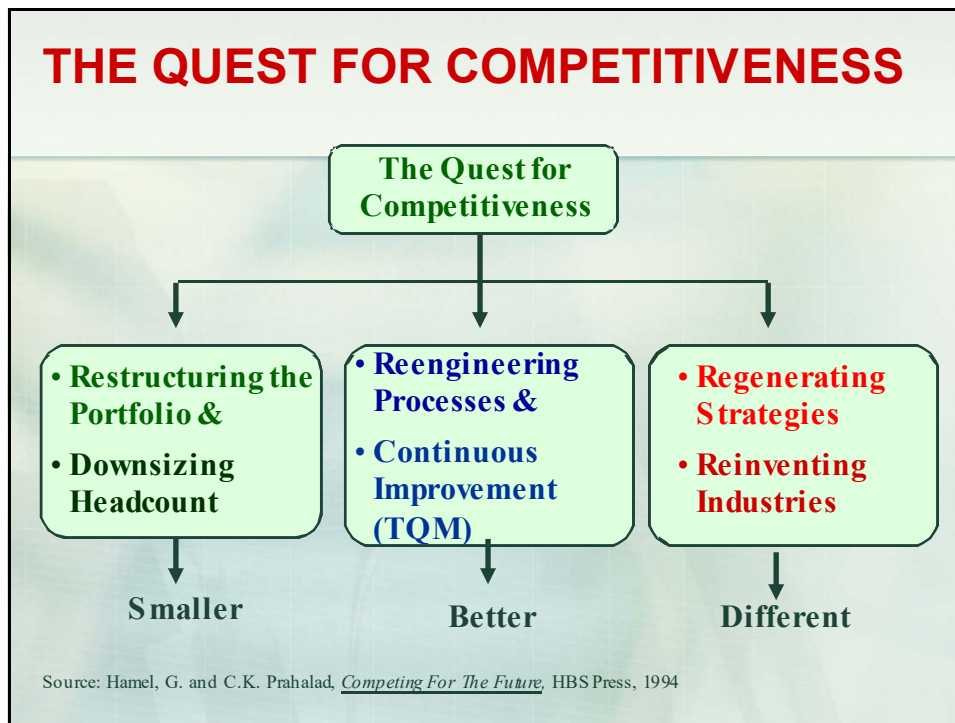 THE QUEST FOR COMPETITIVENESS
The Quest for
Competitiveness
• Restructuring the
Portfolio &
• Downsizing
Headcount
• Reengineering
Processes &
• Continuous
Improvement
(TQM)
• Regenerating
Strategies
• Reinventing
Industries
Smaller
Better
Different
Source: Hamel, G. and C.K. Prahalad, Competing For The Future, HBS Press, 1994